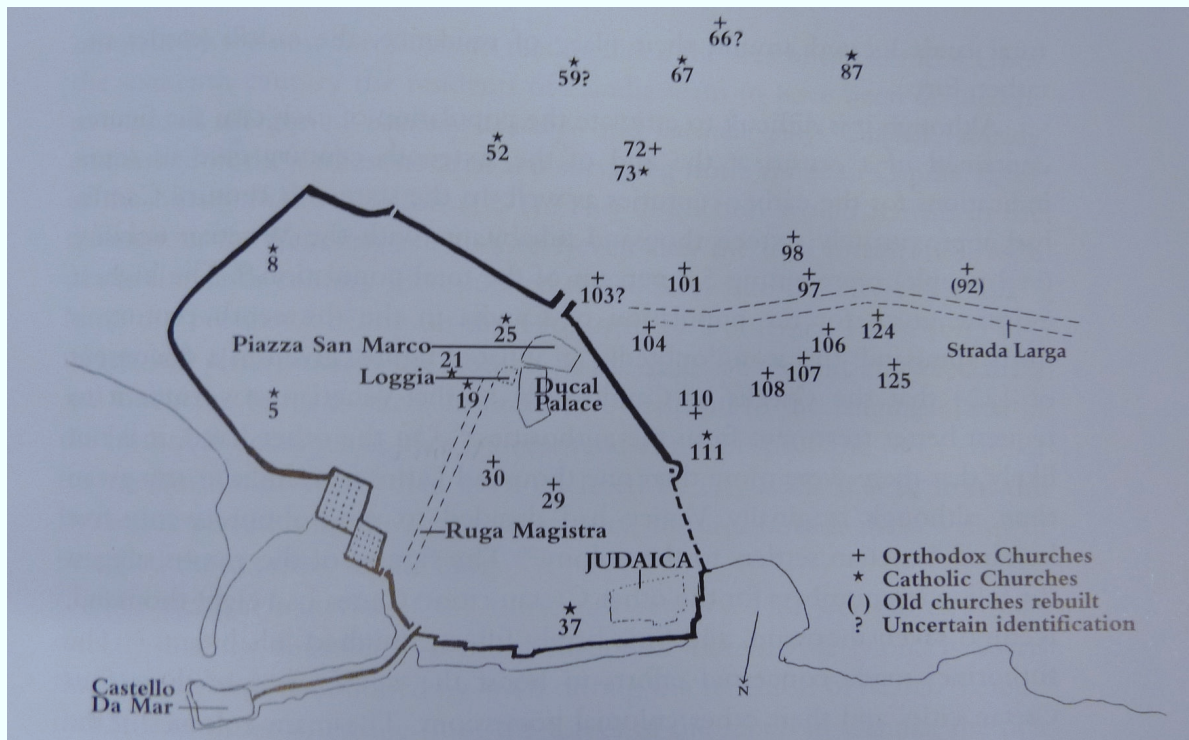 66?
59?
67
87
52
72
73
8
98
103?
101
97
(92)
25
104
106
124
Strada Larga
Piazza San Marco
21
Loggia
19
Ducal
Palace
5
108
107
125
110
111
30
29
Ruga Magistra
JUDAICA
37
Orthodox Churches
Catholic Churches
( ) Old churches rebuilt
? Uncertain identification
N
Castello
Da Mar